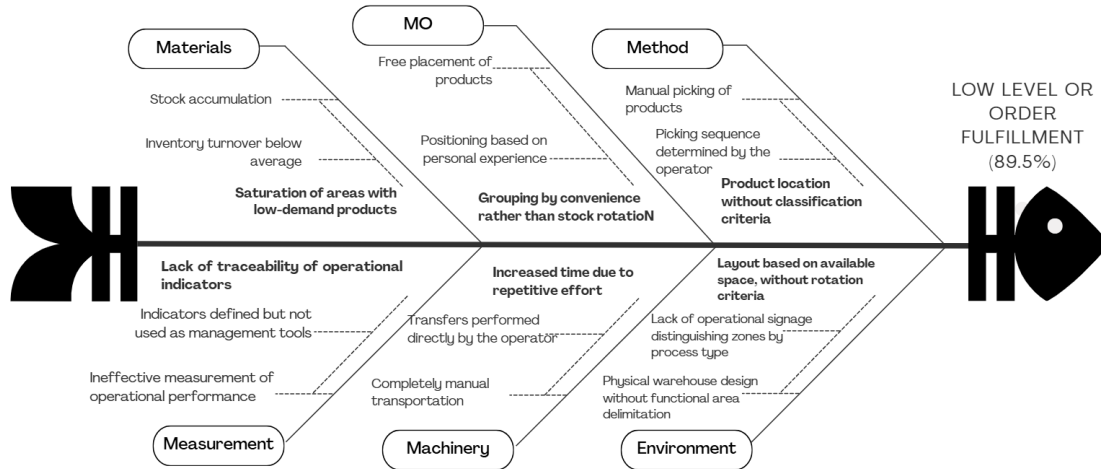 MO
Materials
Method
Free placement of
products
Stock accumulation
Manual picking of
products
Inventory turnover below
average
Positioning based on
personal experience
Picking sequence
determined by the
operator
Saturation of areas with
low-demand products
Grouping by convenience
rather than stock rotatioN
Product location
without classification
criteria
LOW LEVEL OR
ORDER
FULFILLMENT
(89.5%)
Lack of traceability of operational
indicators
Increased time due to
repetitive effort
Layout based on available
space, without rotation
criteria
Indicators defined but not
used as management tools
Transfers performed
directly by the operator
Lack of operational signage
distinguishing zones by
process type
Ineffective measurement of
operational performance
Completely manual
transportation
Physical warehouse design
without functional area
delimitation
Measurement
Machinery
Environment